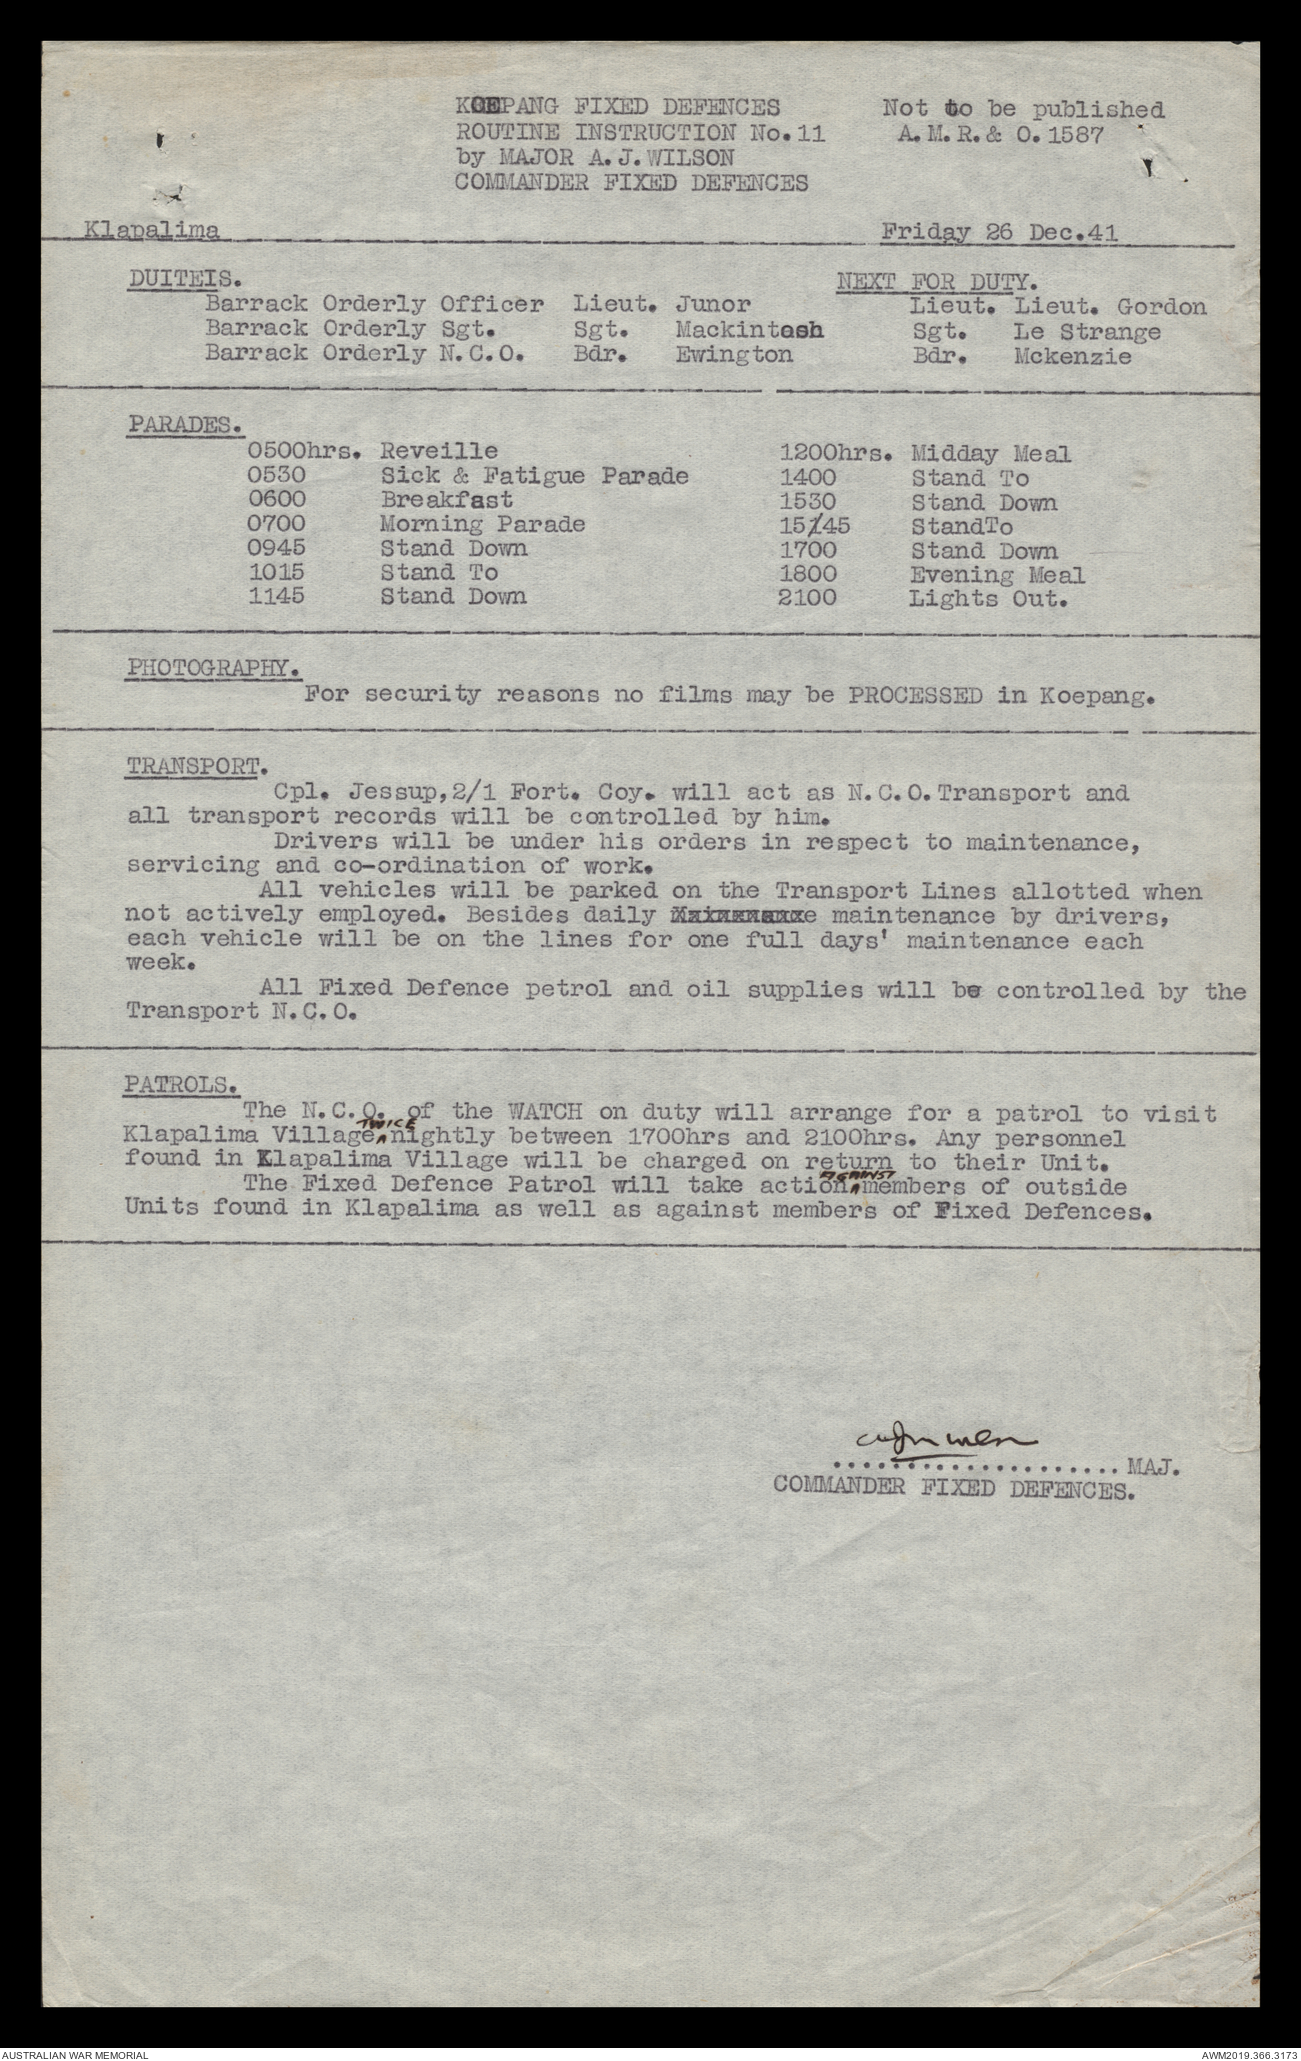 KOEPANG FIXED DEFENCES Not to be published
ROUTINE INSTRUCTION No.11 A.M.R.& O.1587
by MAJOR A.J.WILSON
COMMANDER FIXED DEFENCES
Klapalima Friday 26 Dec.41
DUITEIS. NEXT FOR DUTY.
Barrack Orderly Officer Lieut. Junor Lieut. Lieut. Gordon
Barrack Orderly Sgt. Sgt. Mackintosh Sgt. Le Strange
Barrack Orderly N.C.O. Bdr. Ewington Bdr. Mckenzie
PARADES.
0500hrs. Reveille 1200hrs. Midday Meal
0530 Sick & Fatigue Parade 1400 Stand To
0600 Breakfast 1530 Stand Down
0700 Morning Parade 15/45 StandTo
0945 Stand Down 1700 Stand Down
1015 Stand To 1800 Evening Meal
1145 Stand Down 2100 Lights Out.
PHOTOGRAPHY.
For security reasons no films may be PROCESSED in Koepang.
TRANSPORT.
Cpl. Jessup,2/1 Fort. Coy. will act as N.C.O.Transport and
all transport records will be controlled by him.
Drivers will be under his orders in respect to maintenance,
servicing and co-ordination of work.
All vehicles will be parked on the Transport Lines allotted when
not actively employed. Besides daily maintenance by drivers,
each vehicle will be on the lines for one full days' maintenance each
week.
All Fixed Defence petrol and oil supplies will be controlled by the
Transport N.C.O.
PATROLS.
The N.C.O. of the WATCH on duty will arrange for a patrol to visit
Klapalima Village TWICE nightly between 1700hrs and 2100hrs. Any personnel
found in Klapalima Village will be charged on return to their Unit.
The Fixed Defence Patrol will take action AGAINST members of outside
Units found in Klapalima as well as against members of Fixed Defences.
.................... MAJ.
COMMANDER FIXED DEFENCES.
AUSTRALIAN WAR MEMORIAL AWM2019.366.3173